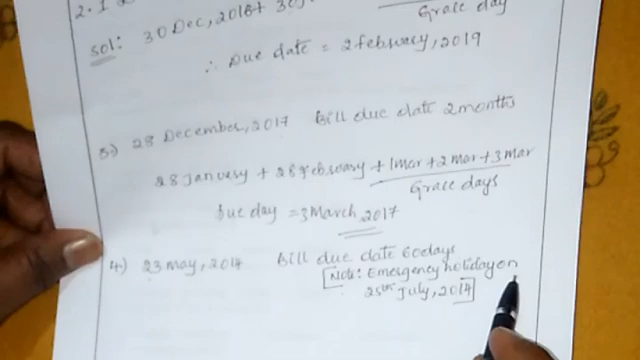 2.
Sol: 30 Dec, 2018+ 30
Grace day
∴ Due date = 2 february, 2019
3) 28 December, 2017 Bill due date 2 months
28 January + 28 february + 1 mar + 2 mar + 3 mar
Grace days
Due day = 3 March 2017
4) 23 may, 2014 Bill due date 60 days
[Note: Emergency holiday on
25th July, 2014]